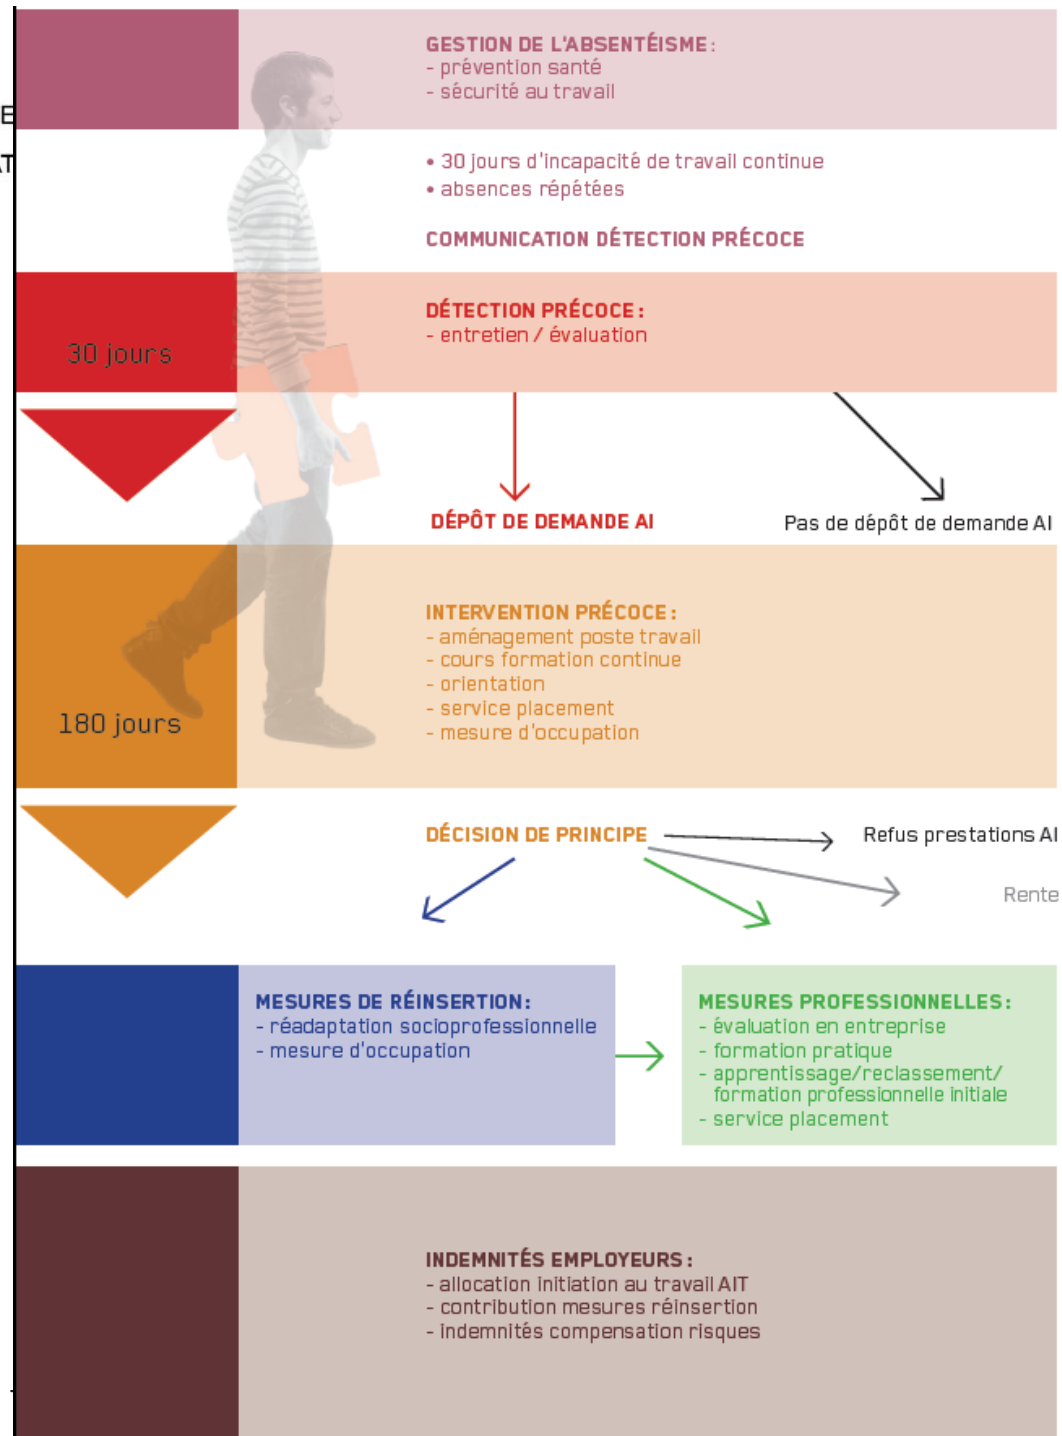 GESTION DE L'ABSENTÉISME :
- prévention santé
- sécurité au travail
E
AT
• 30 jours d'incapacité de travail continue
• absences répétées
COMMUNICATION DÉTECTION PRÉCOCE
DÉTECTION PRÉCOCE :
- entretien / évaluation
30 jours
DÉPÔT DE DEMANDE AI
Pas de dépôt de demande AI
INTERVENTION PRÉCOCE :
- aménagement poste travail
- cours formation continue
- orientation
- service placement
- mesure d'occupation
180 jours
DÉCISION DE PRINCIPE
Refus prestations AI
Rente
MESURES DE RÉINSERTION :
- réadaptation socioprofessionnelle
- mesure d'occupation
MESURES PROFESSIONNELLES :
- évaluation en entreprise
- formation pratique
- apprentissage/reclassement/
formation professionnelle initiale
- service placement
INDEMNITÉS EMPLOYEURS :
- allocation initiation au travail AIT
- contribution mesures réinsertion
- indemnités compensation risques